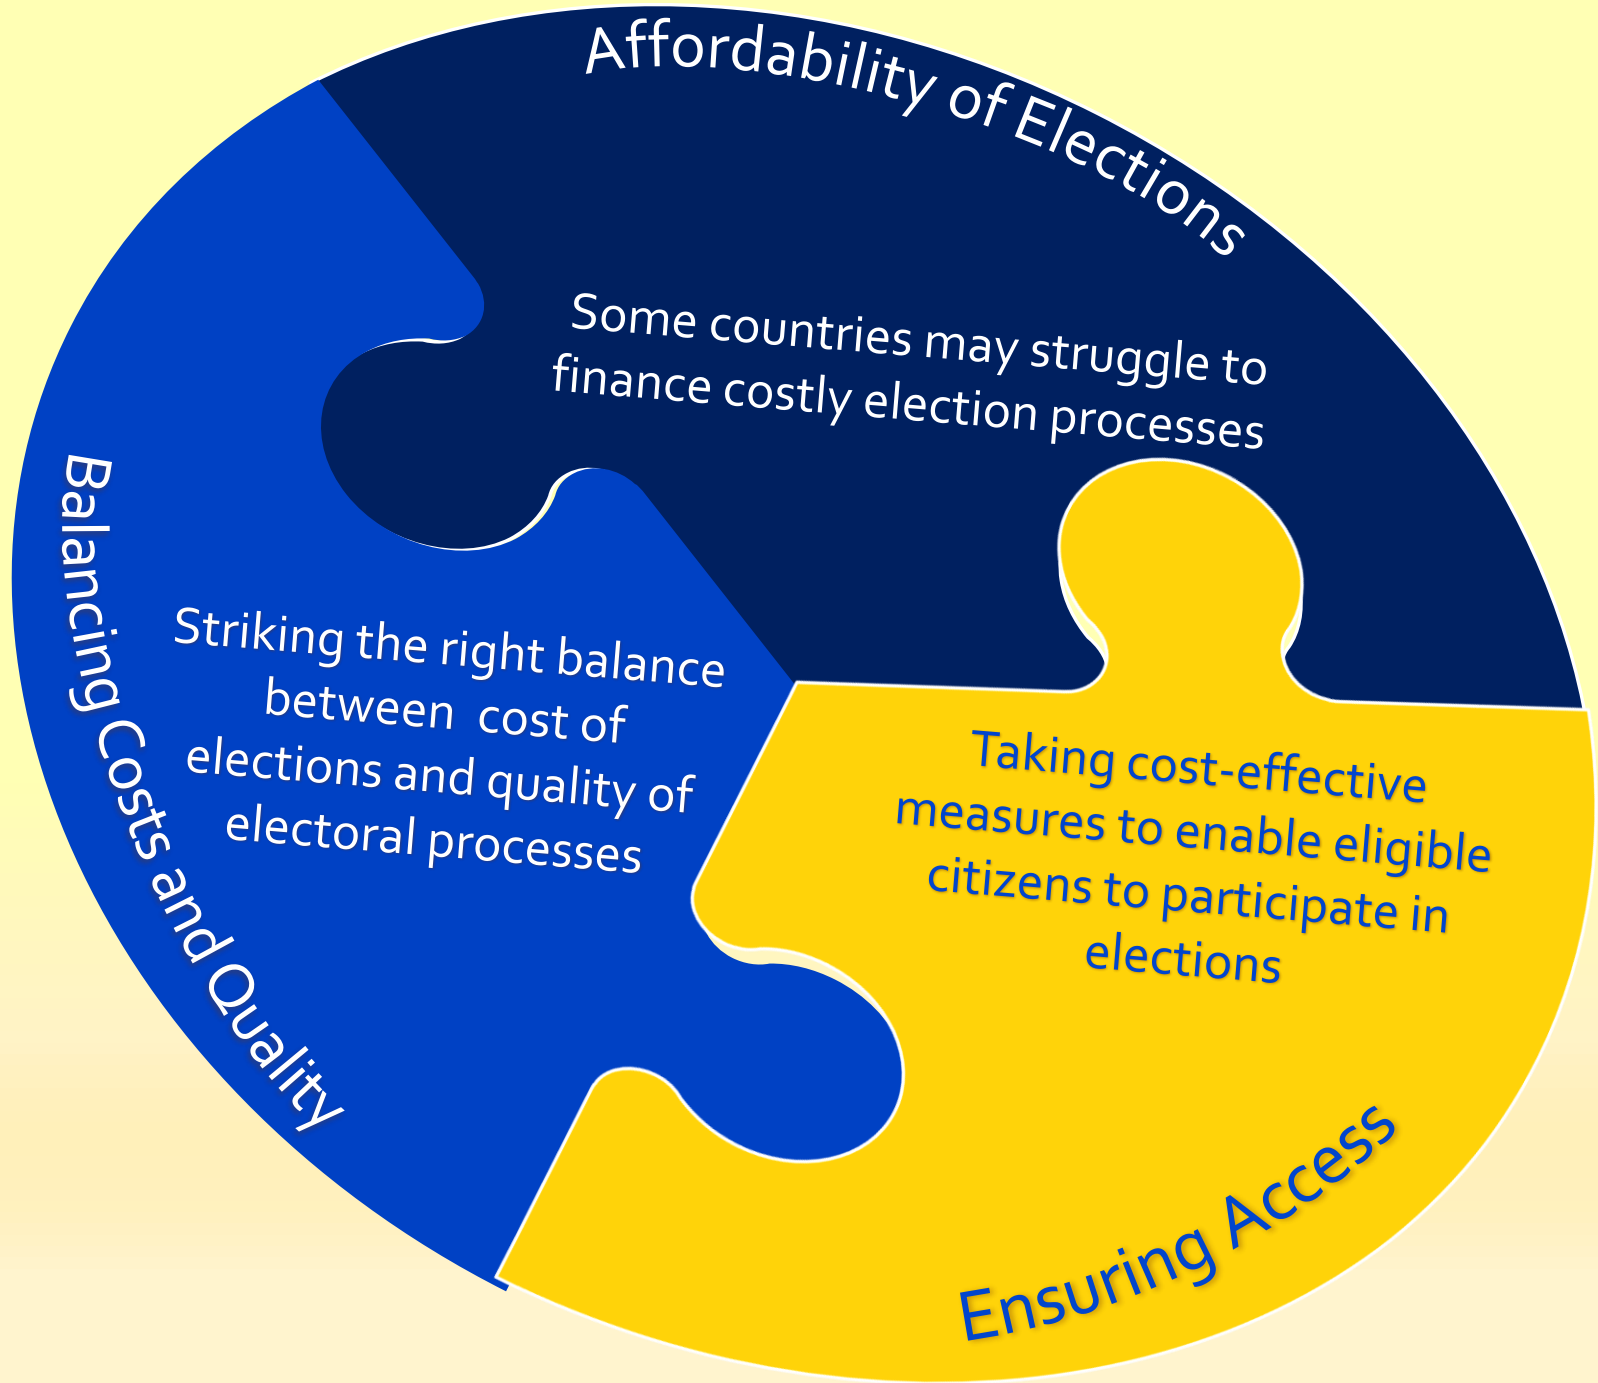 Affordability of Elections
Some countries may struggle to
finance costly election processes
Balancing Costs and Quality
Striking the right balance
between cost of
elections and quality of
electoral processes
Taking cost-effective
measures to enable eligible
citizens to participate in
elections
Ensuring Access